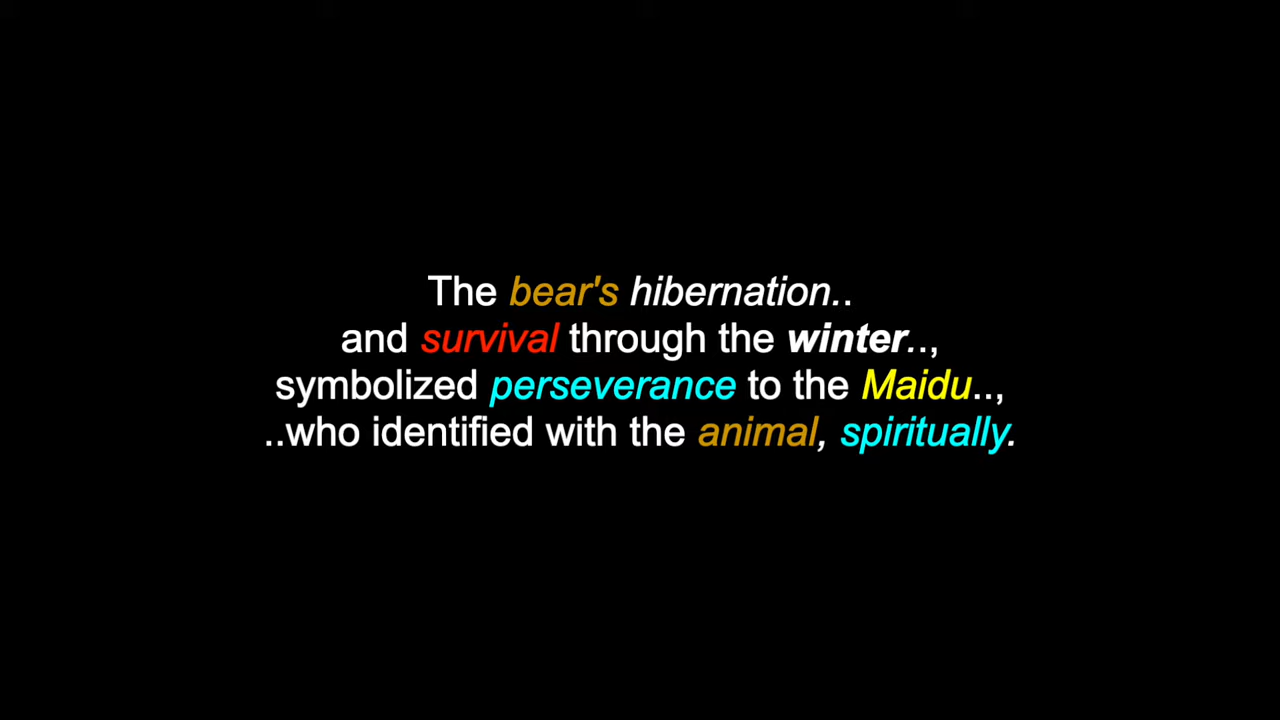 The bear's hibernation..
and survival through the winter..,
symbolized perseverance to the Maidu..,
..who identified with the animal, spiritually.